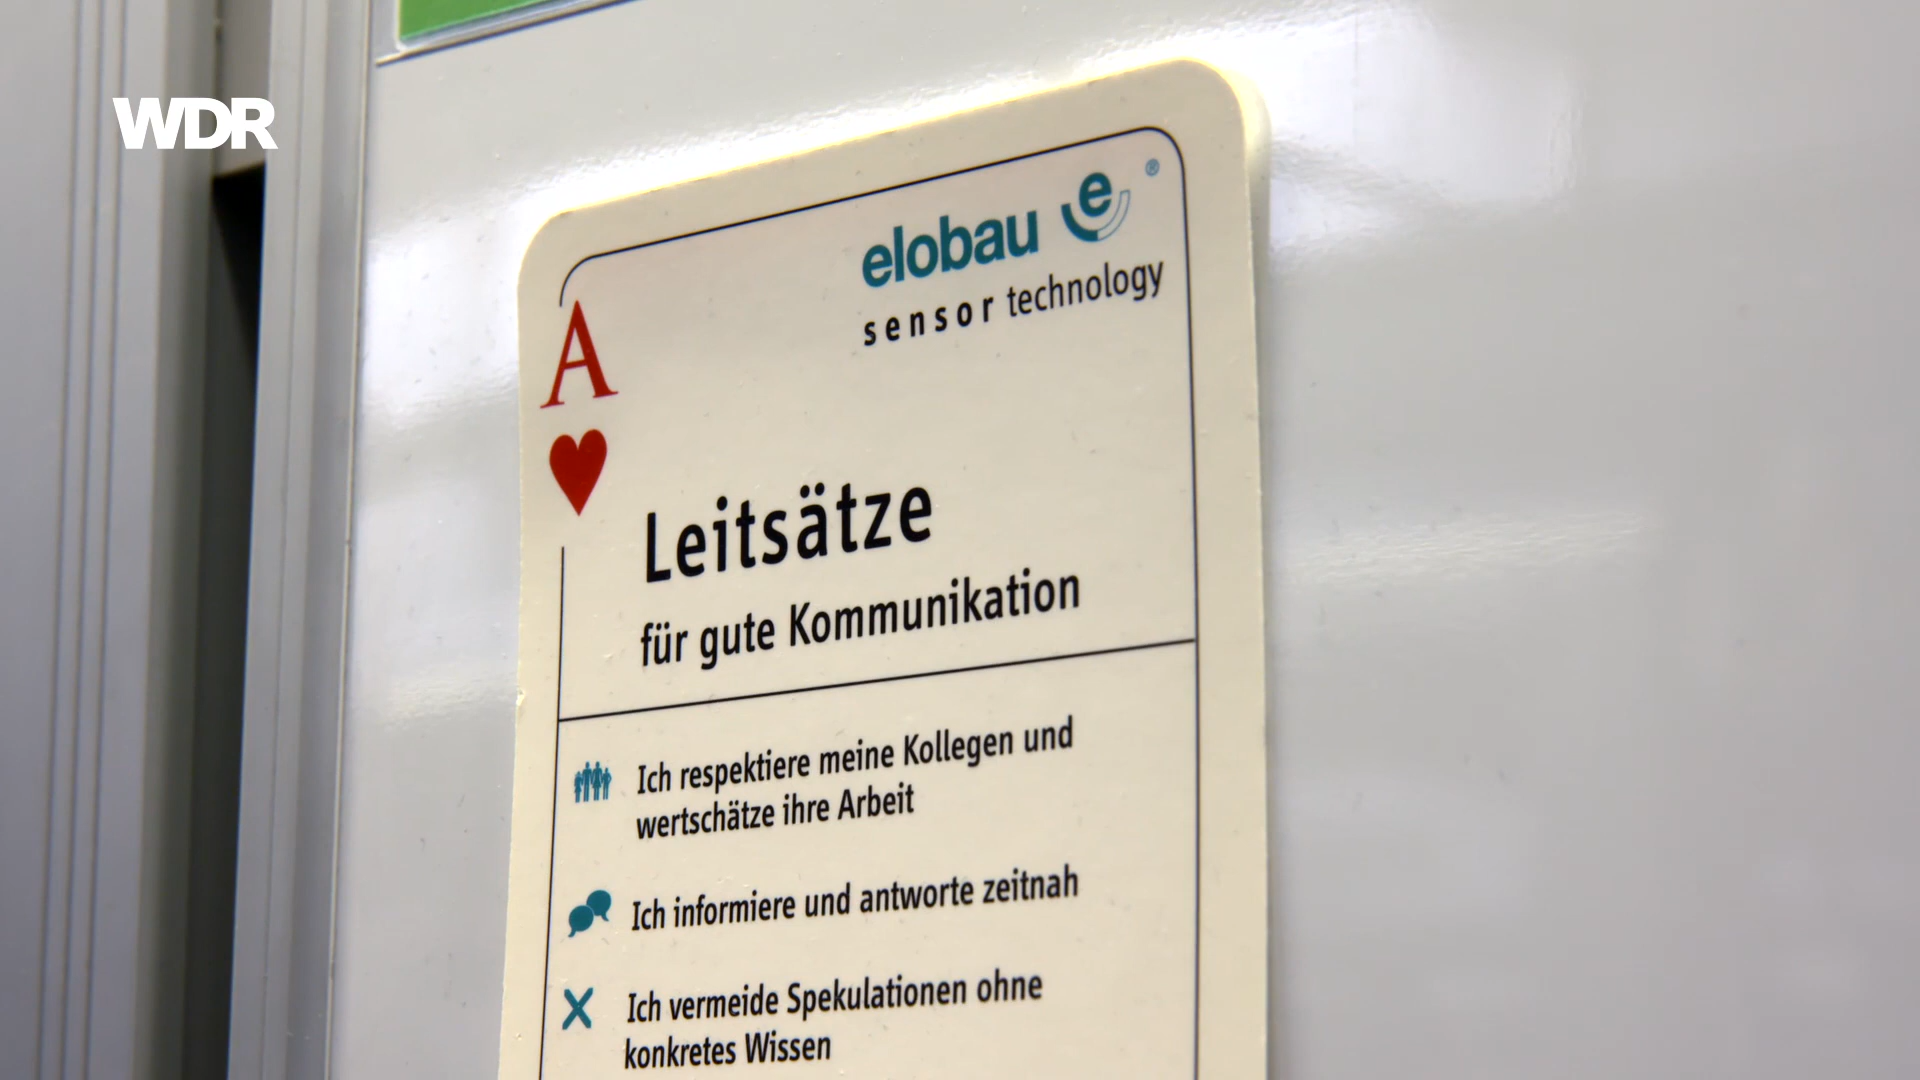 WDR
elobau e ®
sensor technology
A
Leitsätze
für gute Kommunikation
Ich respektiere meine Kollegen und
wertschätze ihre Arbeit
Ich informiere und antworte zeitnah
Ich vermeide Spekulationen ohne
konkretes Wissen